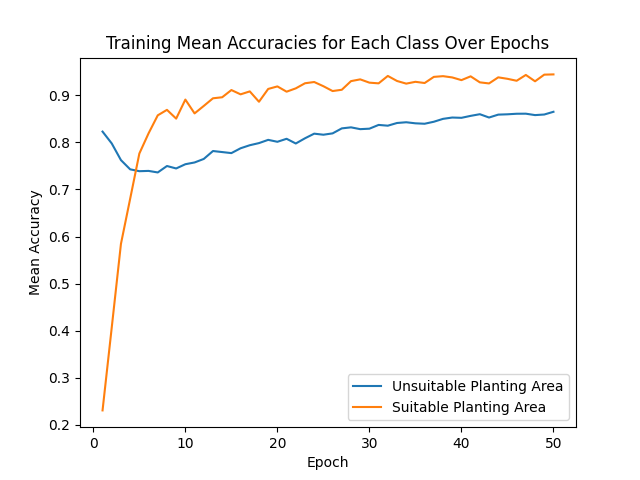 Training Mean Accuracies for Each Class Over Epochs
Mean Accuracy
0.9
0.8
0.7
0.6
0.5
0.4
0.3
0.2
Unsuitable Planting Area
Suitable Planting Area
0 10 20 30 40 50
Epoch